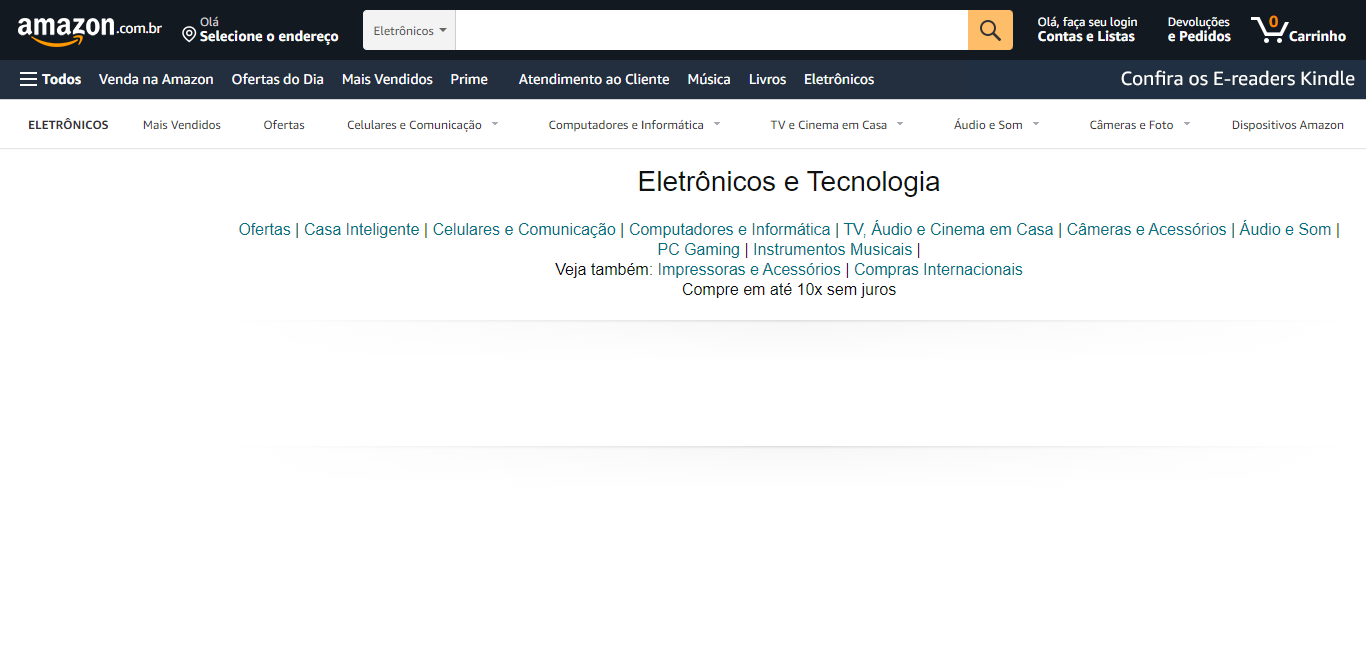 amazon.com.br
Olá
Selecione o endereço
Eletrônicos
Olá, faça seu login
Contas e Listas
Devoluções
e Pedidos
0
Carrinho
Todos Venda na Amazon Ofertas do Dia Mais Vendidos Prime Atendimento ao Cliente Música Livros Eletrônicos Confira os E-readers Kindle
ELETRÔNICOS Mais Vendidos Ofertas Celulares e Comunicação Computadores e Informática TV e Cinema em Casa Áudio e Som Câmeras e Foto Dispositivos Amazon
Eletrônicos e Tecnologia
Ofertas | Casa Inteligente | Celulares e Comunicação | Computadores e Informática | TV, Áudio e Cinema em Casa | Câmeras e Acessórios | Áudio e Som |
PC Gaming | Instrumentos Musicais |
Veja também: Impressoras e Acessórios | Compras Internacionais
Compre em até 10x sem juros